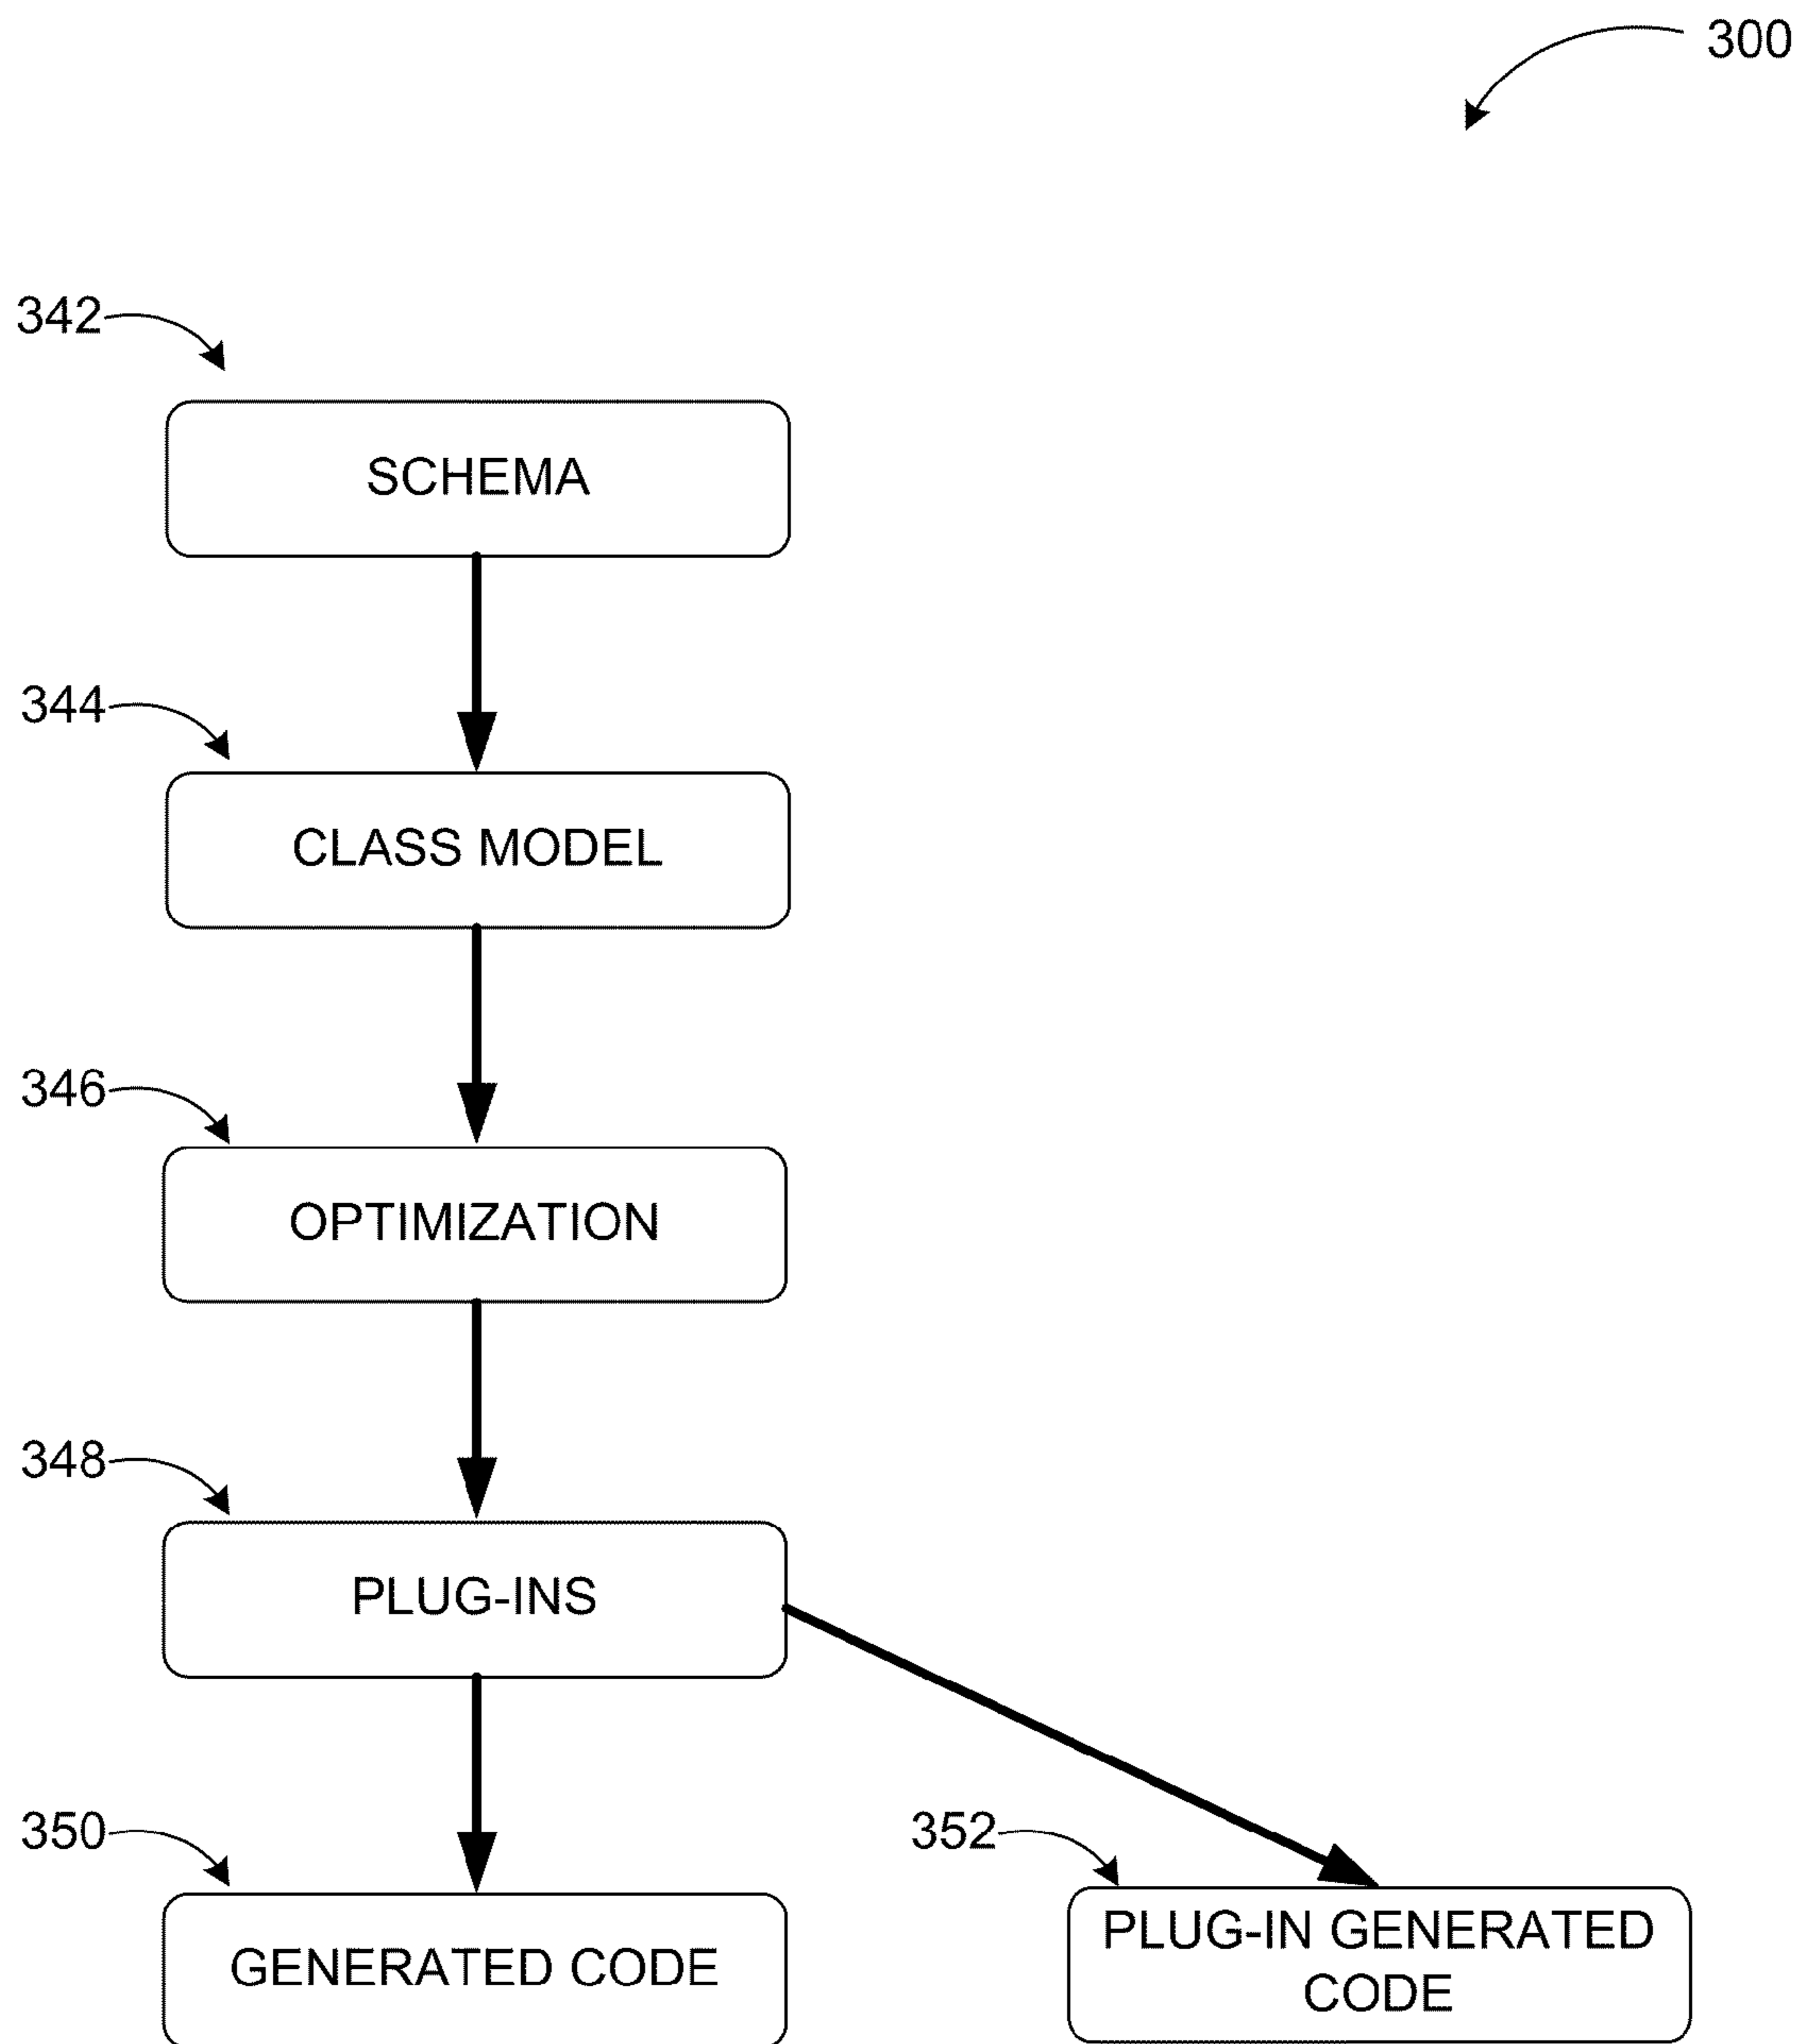 300
342
SCHEMA
344
CLASS MODEL
346
OPTIMIZATION
348
PLUG-INS
350
352
GENERATED CODE
PLUG-IN GENERATED
CODE